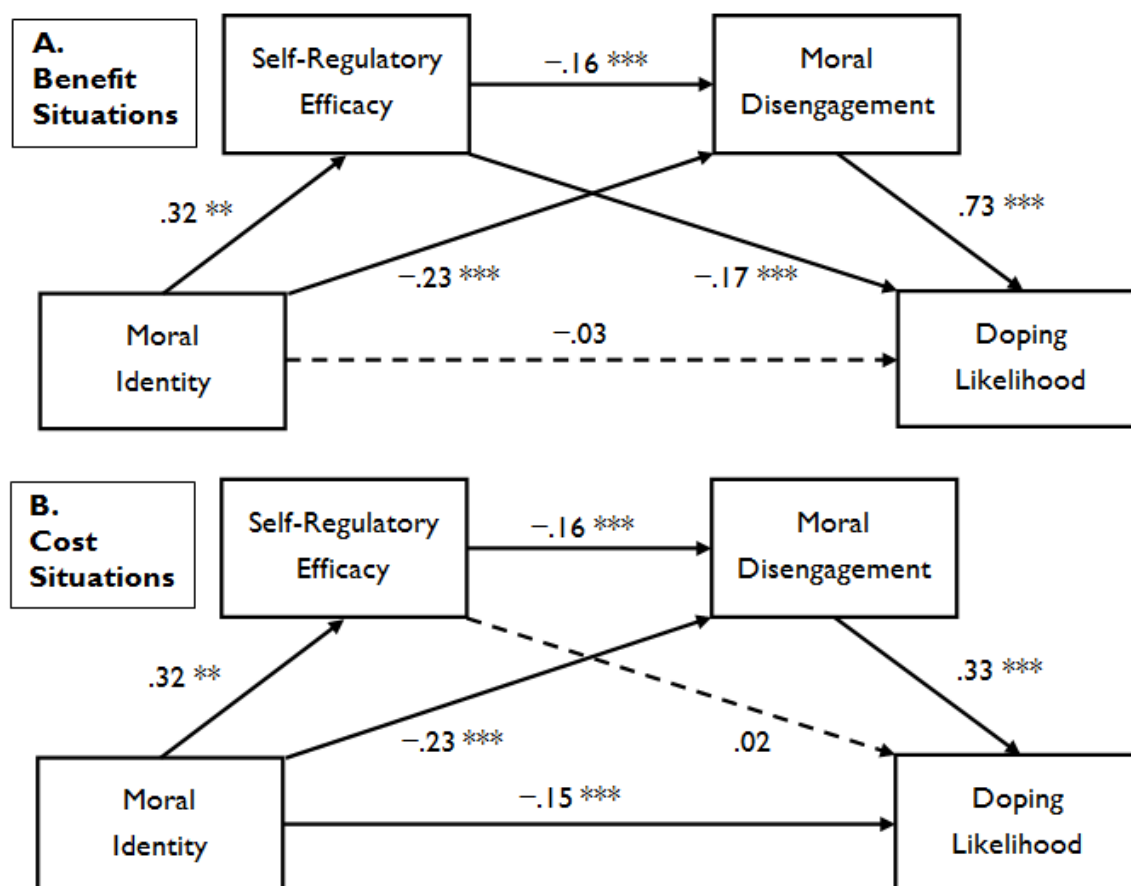 A.
Benefit
Situations
Self-Regulatory
Efficacy
−.16 ***
Moral
Disengagement
.32 **
−.23 ***
−.17 ***
.73 ***
Moral
Identity
−.03
Doping
Likelihood
B.
Cost
Situations
Self-Regulatory
Efficacy
−.16 ***
Moral
Disengagement
.32 **
−.23 ***
.02
.33 ***
Moral
Identity
−.15 ***
Doping
Likelihood